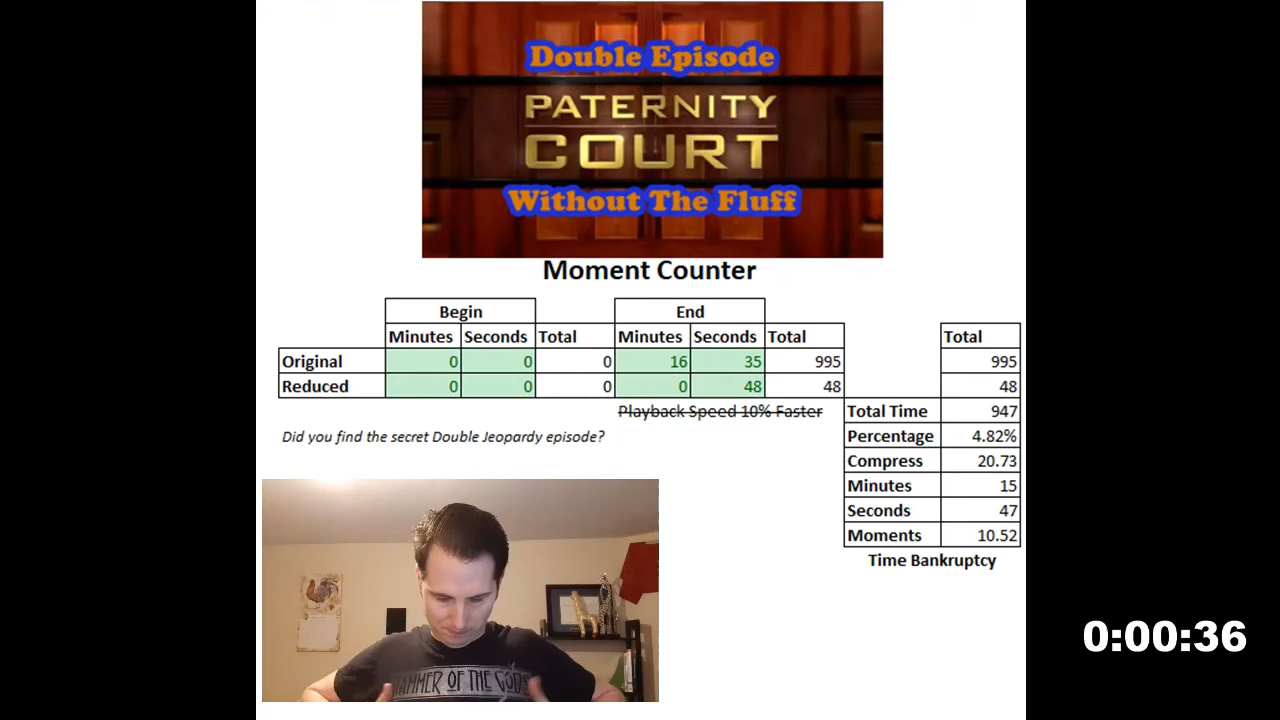 Double Episode
PATERNITY
COURT
Without The Fluff
Moment Counter
Begin End
Minutes Seconds Total Minutes Seconds Total Total
Original 0 0 0 16 35 995 995
Reduced 0 0 0 0 48 48 48
Playback Speed 10% Faster Total Time 947
Did you find the secret Double Jeopardy episode? Percentage 4.82%
Compress 20.73
Minutes 15
Seconds 47
Moments 10.52
Time Bankruptcy
0:00:36
HAMMER OF THE GODS